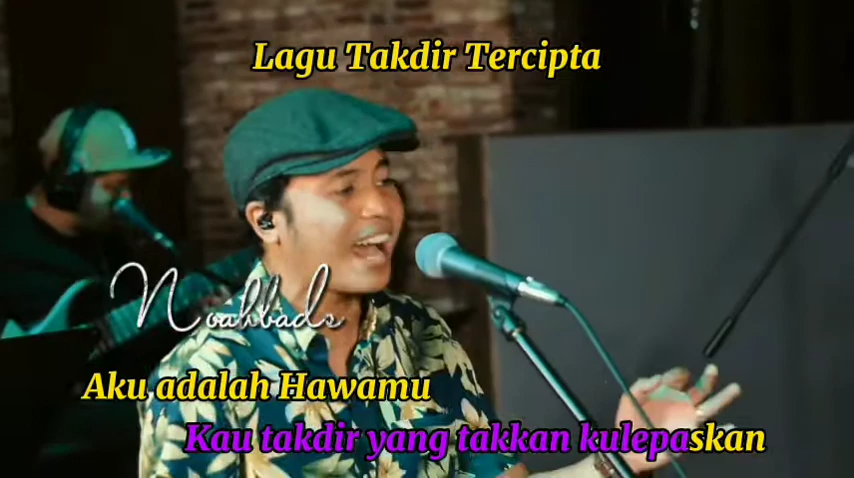 Lagu Takdir Tercipta
Noahbads
Aku adalah Hawamu
Kau takdir yang takkan kulepaskan